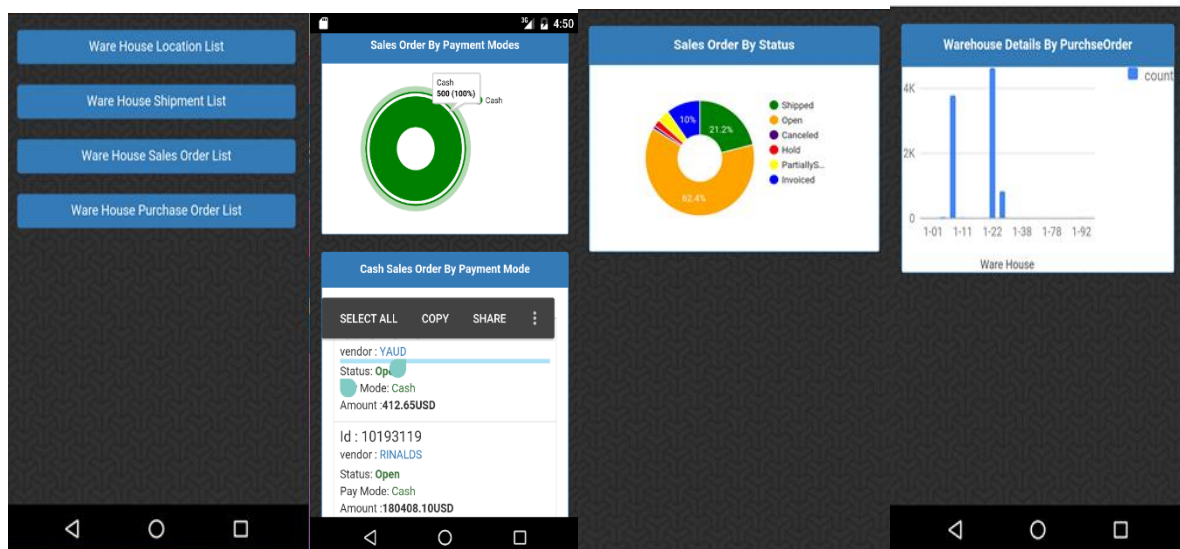 Ware House Location List
Ware House Shipment List
Ware House Sales Order List
Ware House Purchase Order List
3G 4:50
Sales Order By Payment Modes
Cash
500 (100%)
Cash
Cash Sales Order By Payment Mode
SELECT ALL COPY SHARE
vendor : YAUD
Status: Ope
Mode: Cash
Amount :412.65USD
Id : 10193119
vendor : RINALDS
Status: Open
Pay Mode: Cash
Amount :180408.10USD
Sales Order By Status
10%
21.2%
62.4%
Shipped
Open
Canceled
Hold
PartiallyS...
Invoiced
Warehouse Details By PurchseOrder
count
4K
2K
0
1-01 1-11 1-22 1-38 1-78 1-92
Ware House